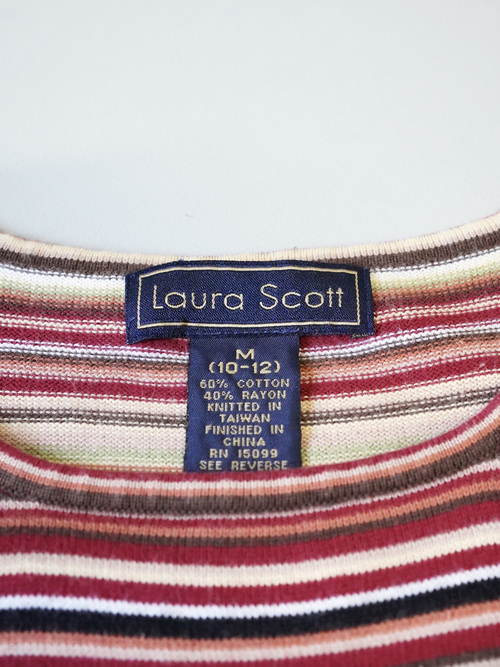 Laura Scott
M
(10-12)
60% COTTON
40% RAYON
KNITTED IN
TAIWAN
FINISHED IN
CHINA
RN 15099
SEE REVERSE